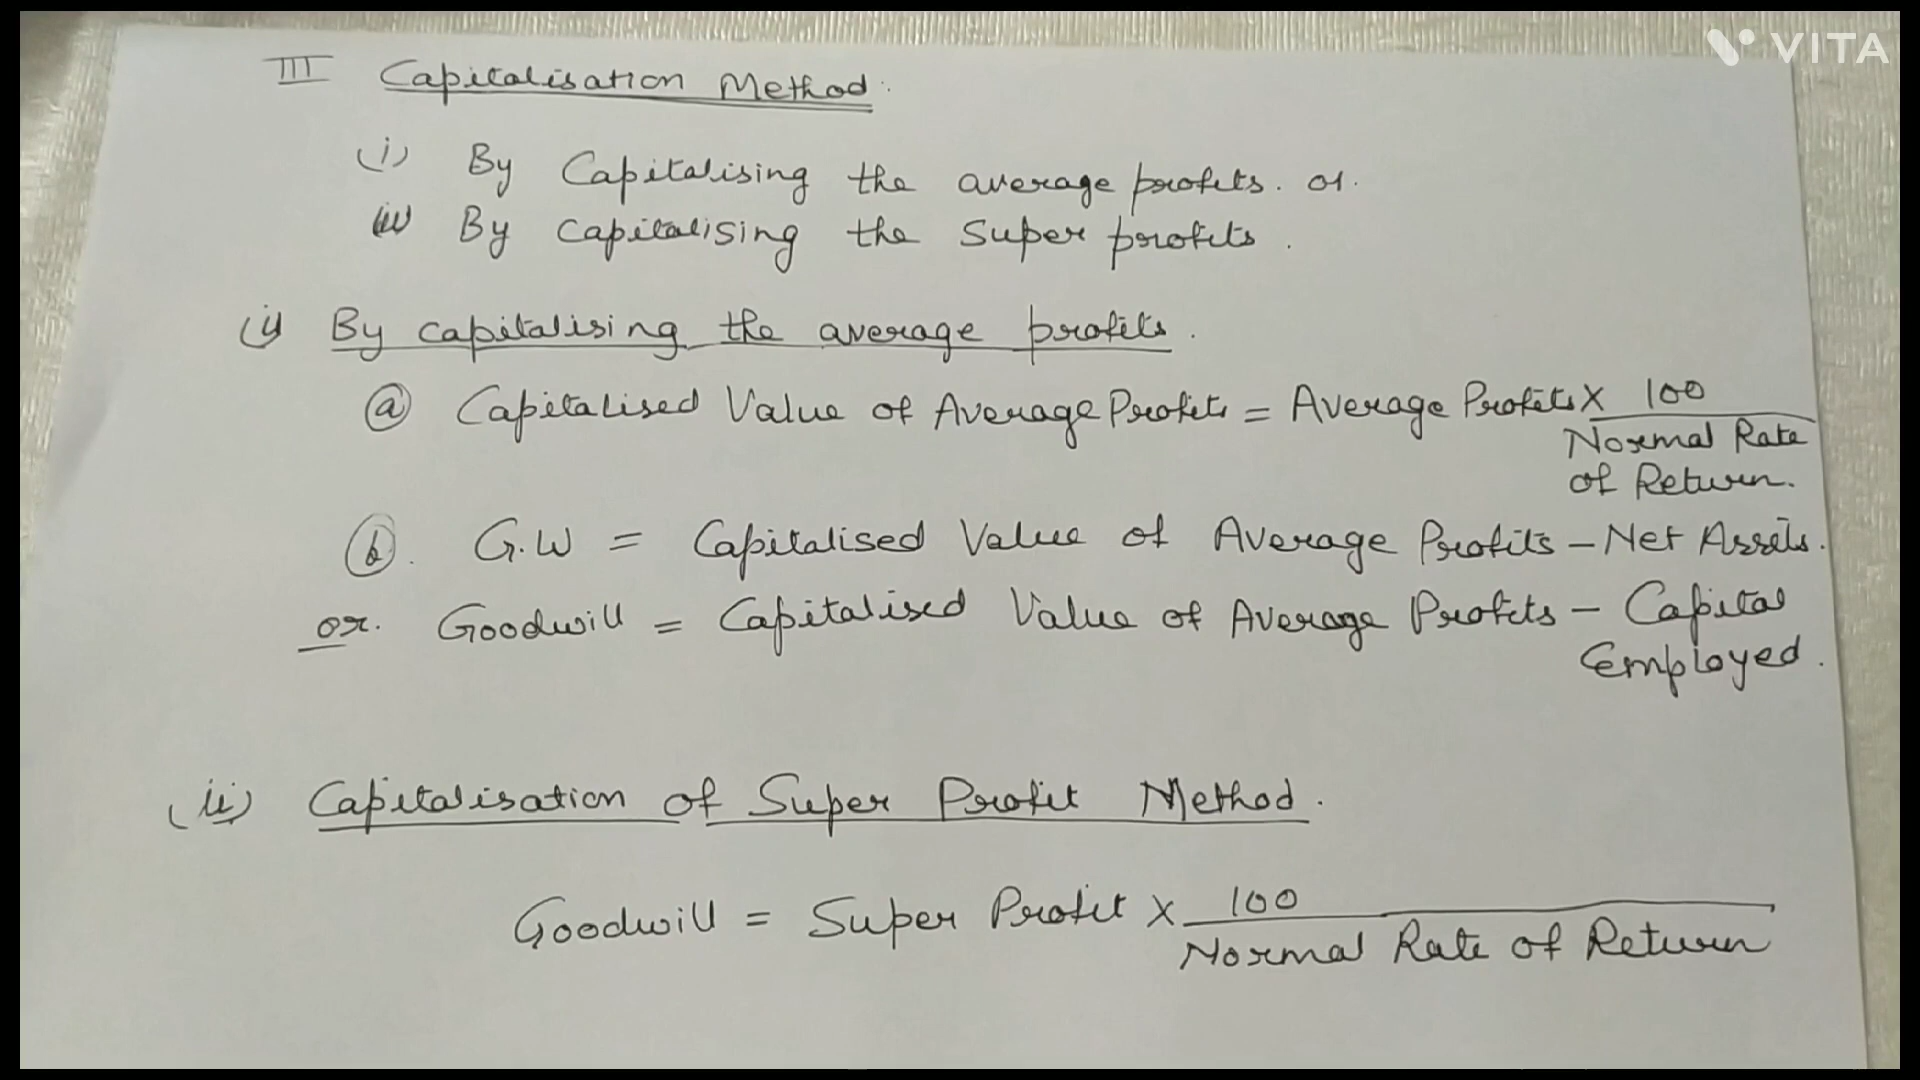 VITA
III Capitalisation Method.
(i) By Capitalising the average profits. or.
(ii) By capitalising the Super profits.
(i) By capitalising the average profits.
(a) Capitalised Value of Average Profits = Average Profits X 100
Normal Rate
of Return.
(b). G.W = Capitalised Value of Average Profits - Net Assets.
or. Goodwill = Capitalised Value of Average Profits - Capital
Employed.
(ii) Capitalisation of Super Profit Method.
Goodwill = Super Profit X 100
Normal Rate of Return